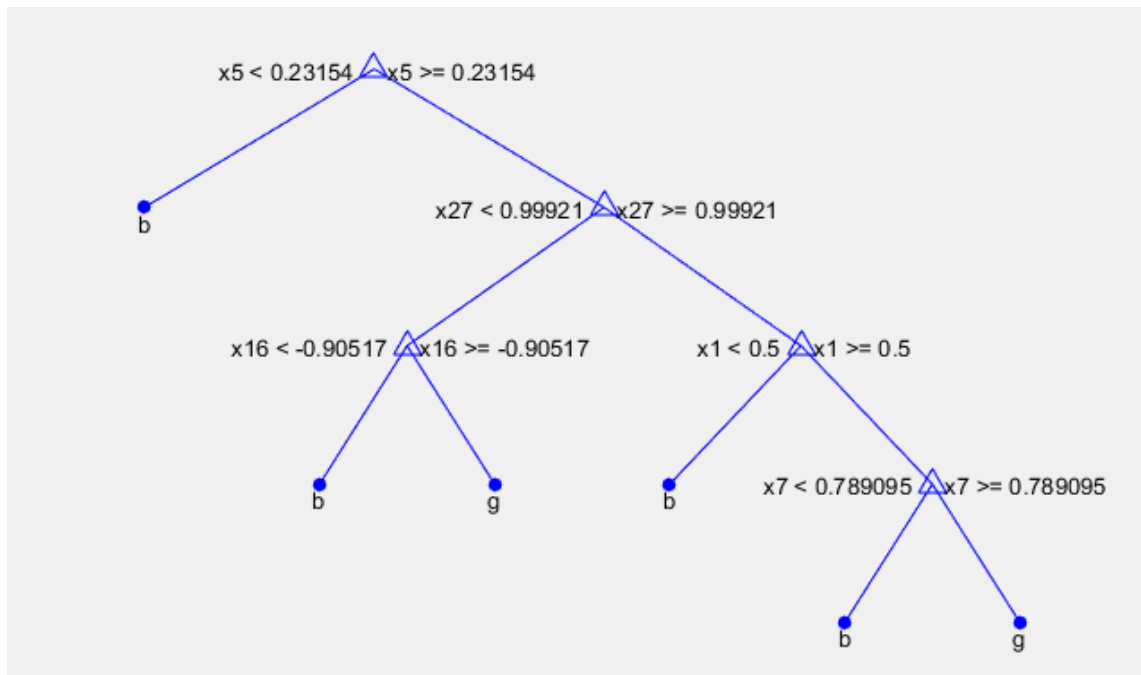 x5 < 0.23154 x5 >= 0.23154
b
x27 < 0.99921 x27 >= 0.99921
x16 < -0.90517 x16 >= -0.90517
x1 < 0.5 x1 >= 0.5
b
g
b
x7 < 0.789095 x7 >= 0.789095
b
g